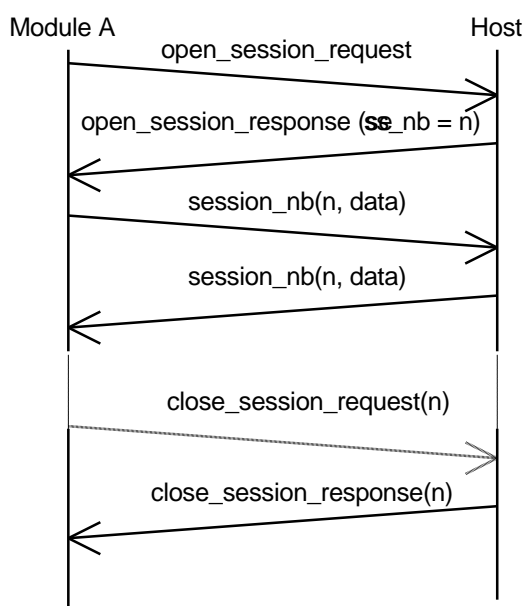 Module A Host
open_session_request
open_session_response (ss_nb = n)
session_nb(n, data)
session_nb(n, data)
close_session_request(n)
close_session_response(n)